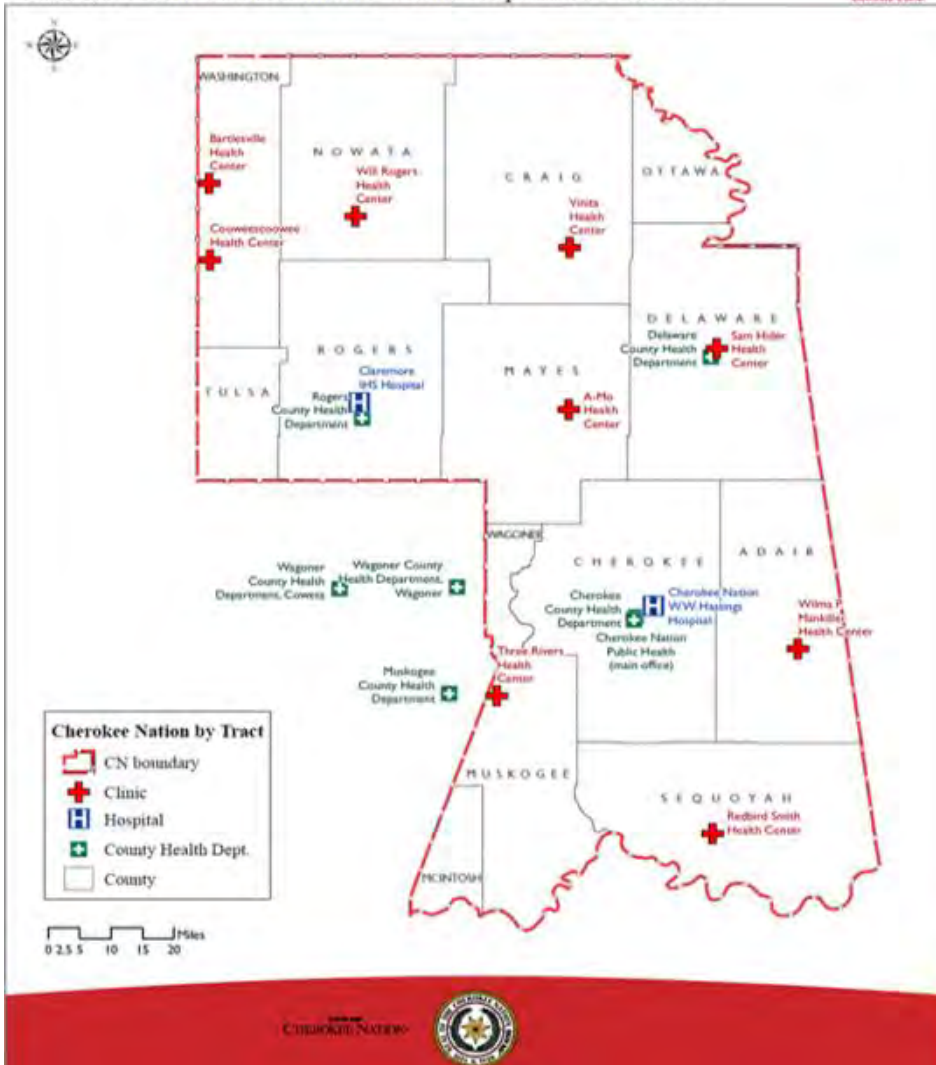 N
WASHINGTON
Bartlesville
Health
Center
NOWATA
Will Rogers
Health
Center
CRAIG
OTTAWA
Vinita
Health
Center
Cooweescoowee
Health Center
DELAWARE
Delaware
County Health
Department
Sam Hider
Health
Center
ROGERS
Claremore
IHS Hospital
TULSA
Rogers
County Health
Department
MAYES
A-Mo
Health
Center
WAGONER
CHEROKEE
ADAIR
Wagoner
County Health
Department, Coweta
Wagoner County
Health Department,
Wagoner
Cherokee
County Health
Department
Cherokee Nation
W.W. Hastings
Hospital
Cherokee Nation
Public Health
(main office)
Wilma P.
Mankiller
Health Center
Three Rivers
Health
Center
Muskogee
County Health
Department
MUSKOGEE
SEQUOYAH
Redbird Smith
Health Center
MCINTOSH
Cherokee Nation by Tract
CN boundary
Clinic
Hospital
County Health Dept.
County
Miles
0 2.5 5 10 15 20
CHEROKEE NATION